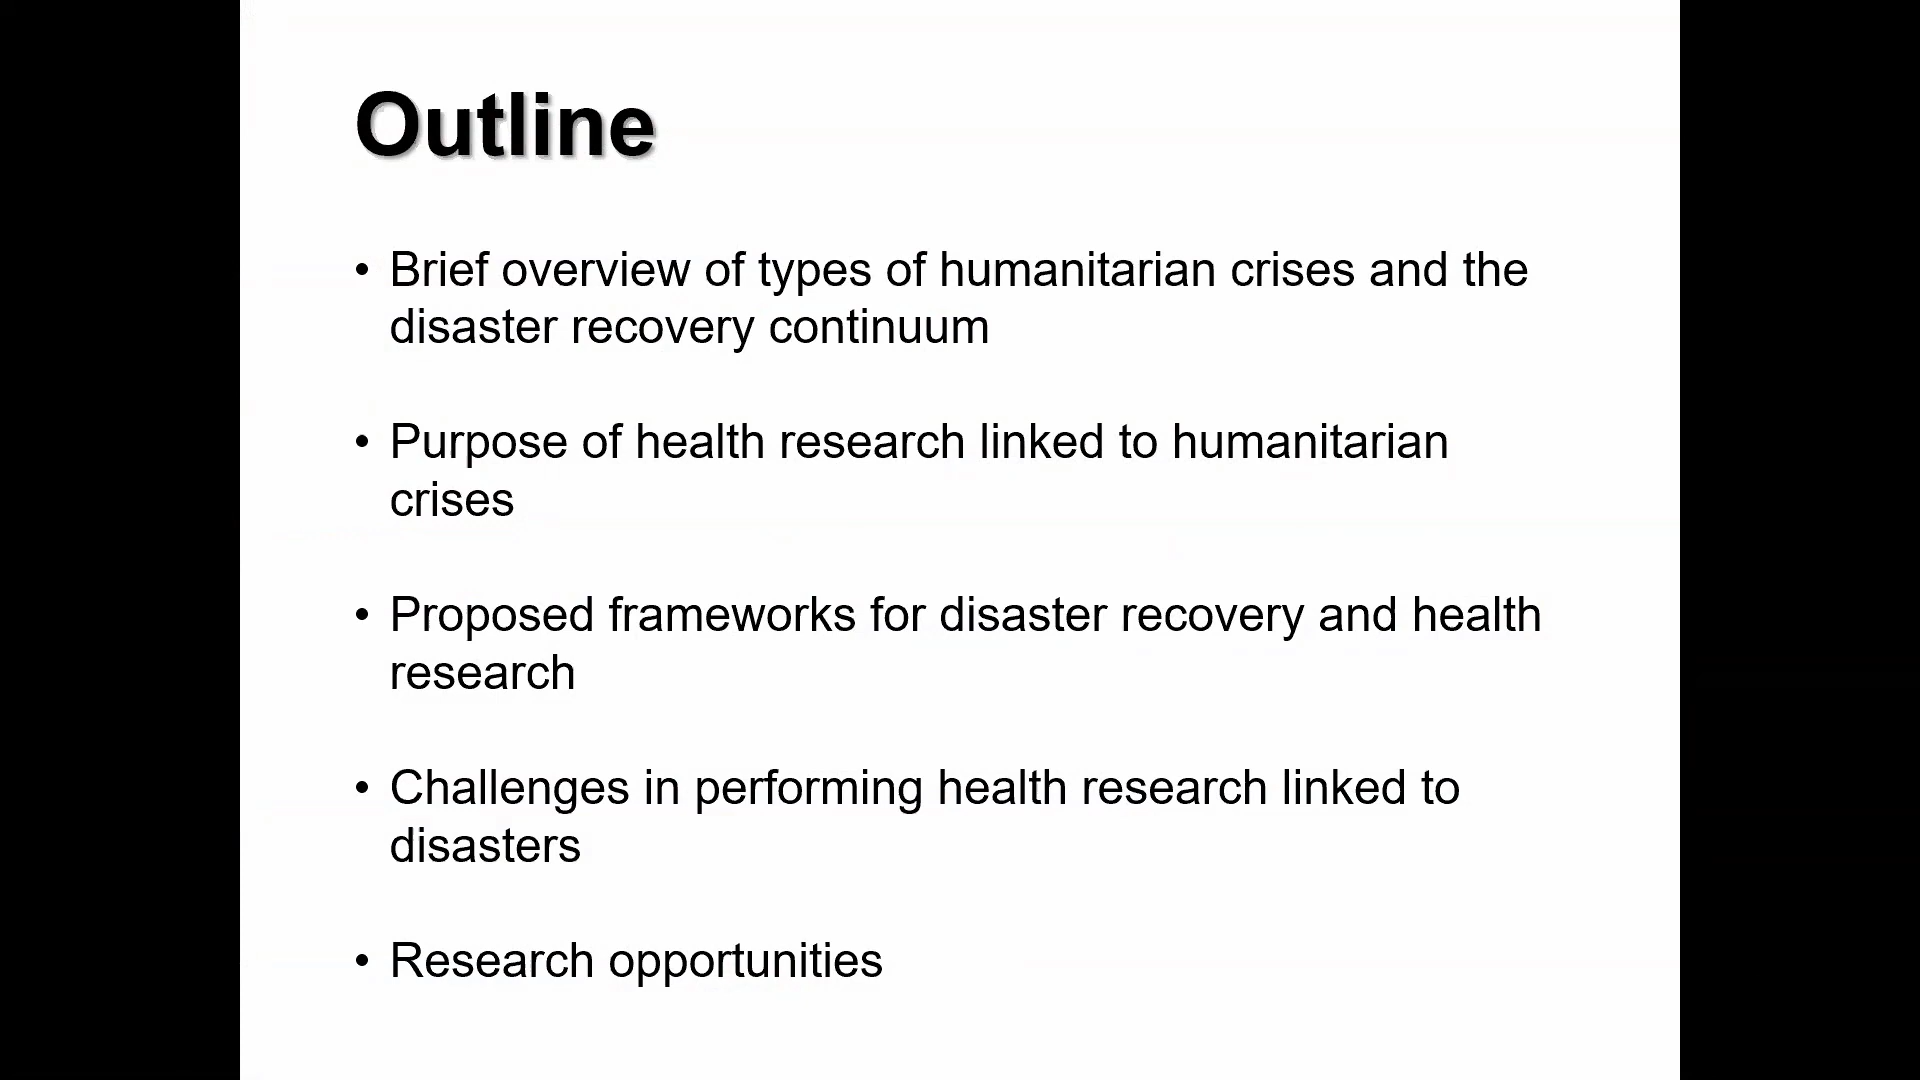 Outline
• Brief overview of types of humanitarian crises and the
disaster recovery continuum
• Purpose of health research linked to humanitarian
crises
• Proposed frameworks for disaster recovery and health
research
• Challenges in performing health research linked to
disasters
• Research opportunities